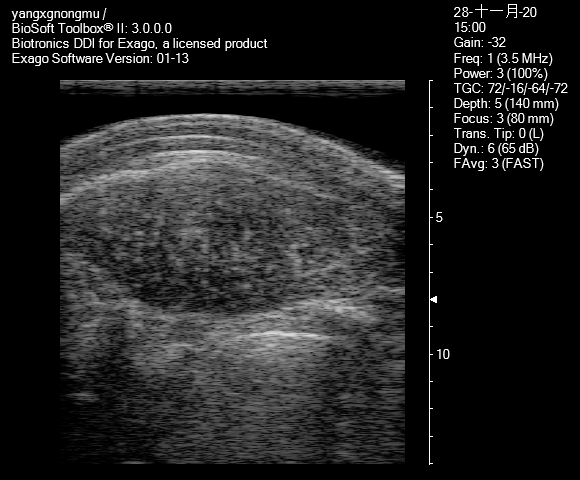 yangxgnongmu /
BioSoft Toolbox® II: 3.0.0.0
Biotronics DDI for Exago, a licensed product
Exago Software Version: 01-13
28-十一月-20
15:00
Gain: -32
Freq: 1 (3.5 MHz)
Power: 3 (100%)
TGC: 72/-16/-64/-72
Depth: 5 (140 mm)
Focus: 3 (80 mm)
Trans. Tip: 0 (L)
Dyn.: 6 (65 dB)
FAvg: 3 (FAST)
5
10